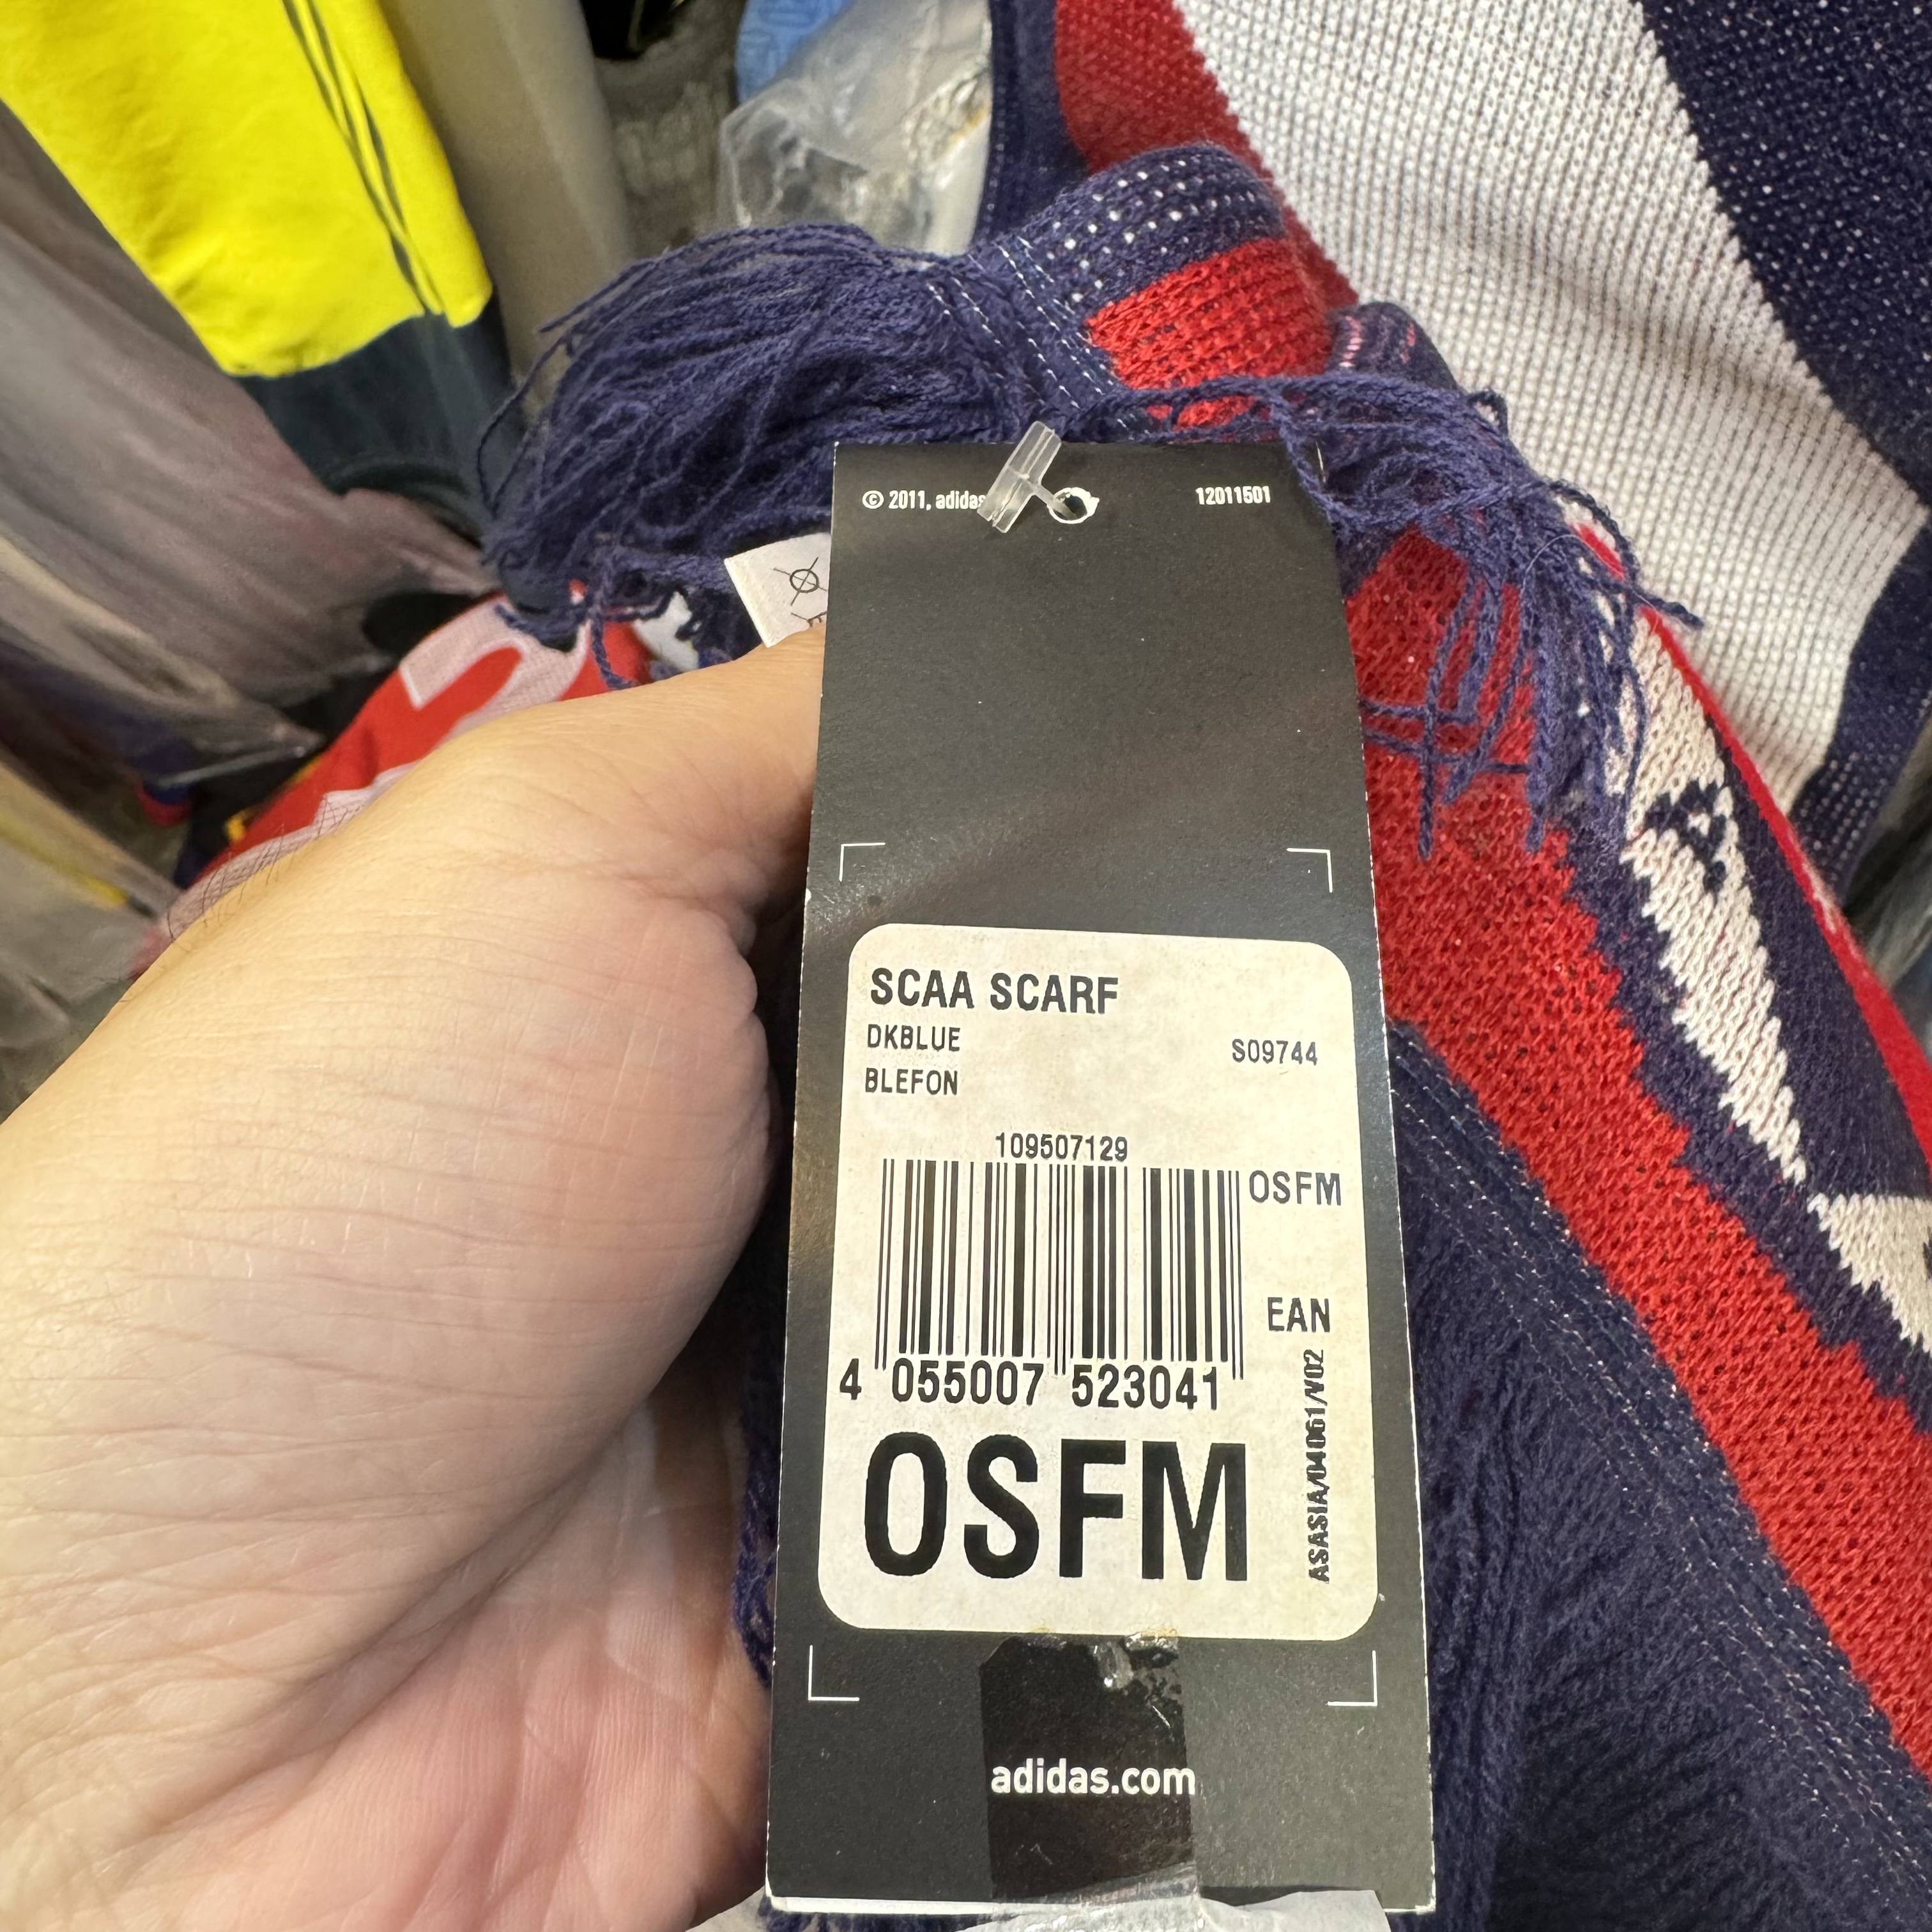 © 2011, adidas
12011501
SCAA SCARF
DKBLUE
S09744
BLEFON
109507129
OSFM
EAN
4 055007 523041
OSFM
ASASIA/04061/V02
adidas.com